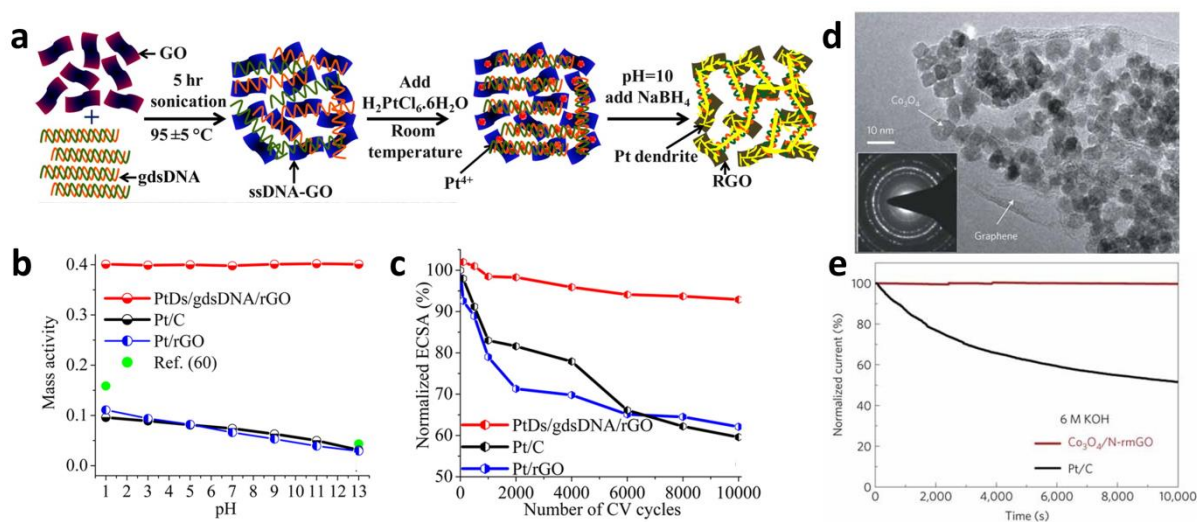 a
GO
+
gdsDNA
5 hr
sonication
95 ±5 °C
ssDNA-GO
Add
H₂PtCl₆.6H₂O
Room
temperature
Pt⁴⁺
pH=10
add NaBH₄
Pt dendrite
RGO
b
Mass activity
0.4
0.3
0.2
0.1
0.0
PtDs/gdsDNA/rGO
Pt/C
Pt/rGO
Ref. (60)
1 2 3 4 5 6 7 8 9 10 11 12 13
pH
c
Normalized ECSA (%)
100
95
90
85
80
75
70
65
60
50
PtDs/gdsDNA/rGO
Pt/C
Pt/rGO
0 2000 4000 6000 8000 10000
Number of CV cycles
d
Co₃O₄
10 nm
Graphene
e
Normalized current (%)
100
80
60
40
20
0
6 M KOH
Co₃O₄/N-rmGO
Pt/C
0 2,000 4,000 6,000 8,000 10,000
Time (s)